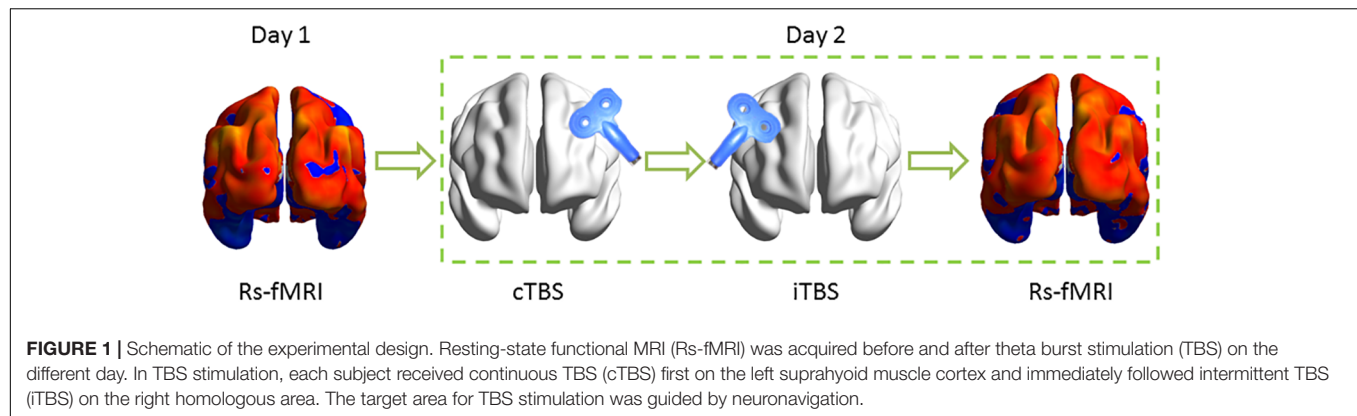 Day 1
Day 2
Rs-fMRI
cTBS
iTBS
Rs-fMRI
FIGURE 1 | Schematic of the experimental design. Resting-state functional MRI (Rs-fMRI) was acquired before and after theta burst stimulation (TBS) on the
different day. In TBS stimulation, each subject received continuous TBS (cTBS) first on the left suprahyoid muscle cortex and immediately followed intermittent TBS
(iTBS) on the right homologous area. The target area for TBS stimulation was guided by neuronavigation.